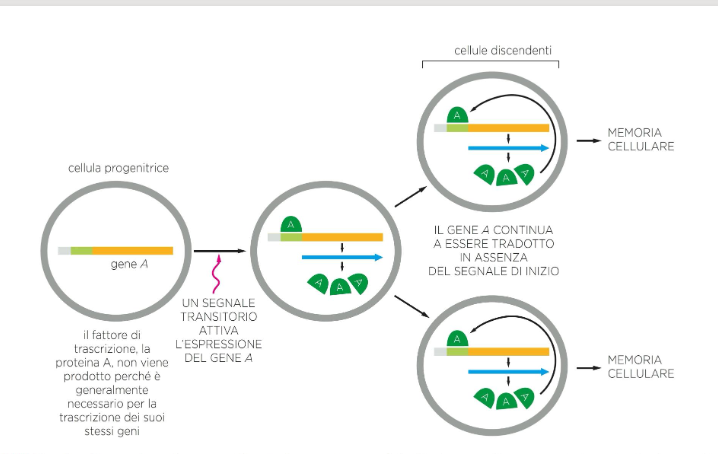 cellule discendenti
A
MEMORIA
CELLULARE
A A A
cellula progenitrice
gene A
A
A A A
UN SEGNALE
TRANSITORIO
ATTIVA
L'ESPRESSIONE
DEL GENE A
IL GENE A CONTINUA
A ESSERE TRADOTTO
IN ASSENZA
DEL SEGNALE DI INIZIO
il fattore di
trascrizione, la
proteina A, non viene
prodotto perché è
generalmente
necessario per la
trascrizione dei suoi
stessi geni
A
MEMORIA
CELLULARE
A A A